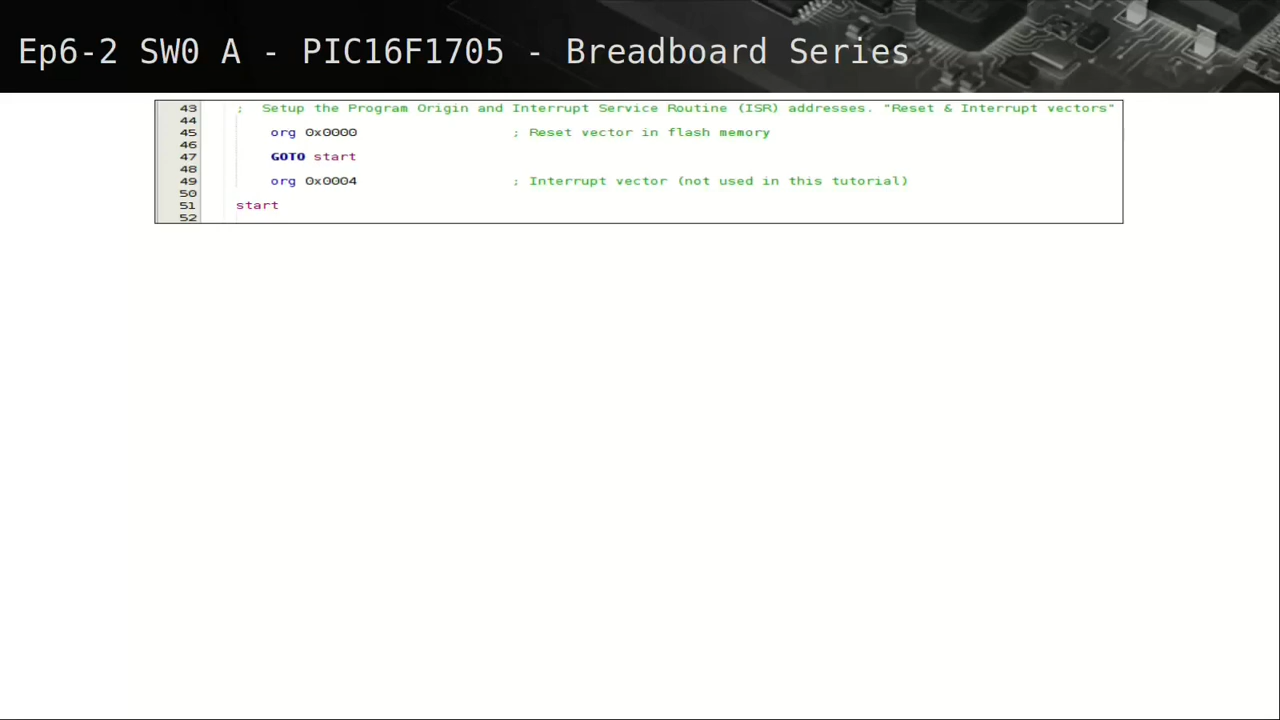 Ep6-2 SW0 A - PIC16F1705 - Breadboard Series
43 ; Setup the Program Origin and Interrupt Service Routine (ISR) addresses. "Reset & Interrupt vectors"
44
45 org 0x0000 ; Reset vector in flash memory
46
47 GOTO start
48
49 org 0x0004 ; Interrupt vector (not used in this tutorial)
50
51 start
52